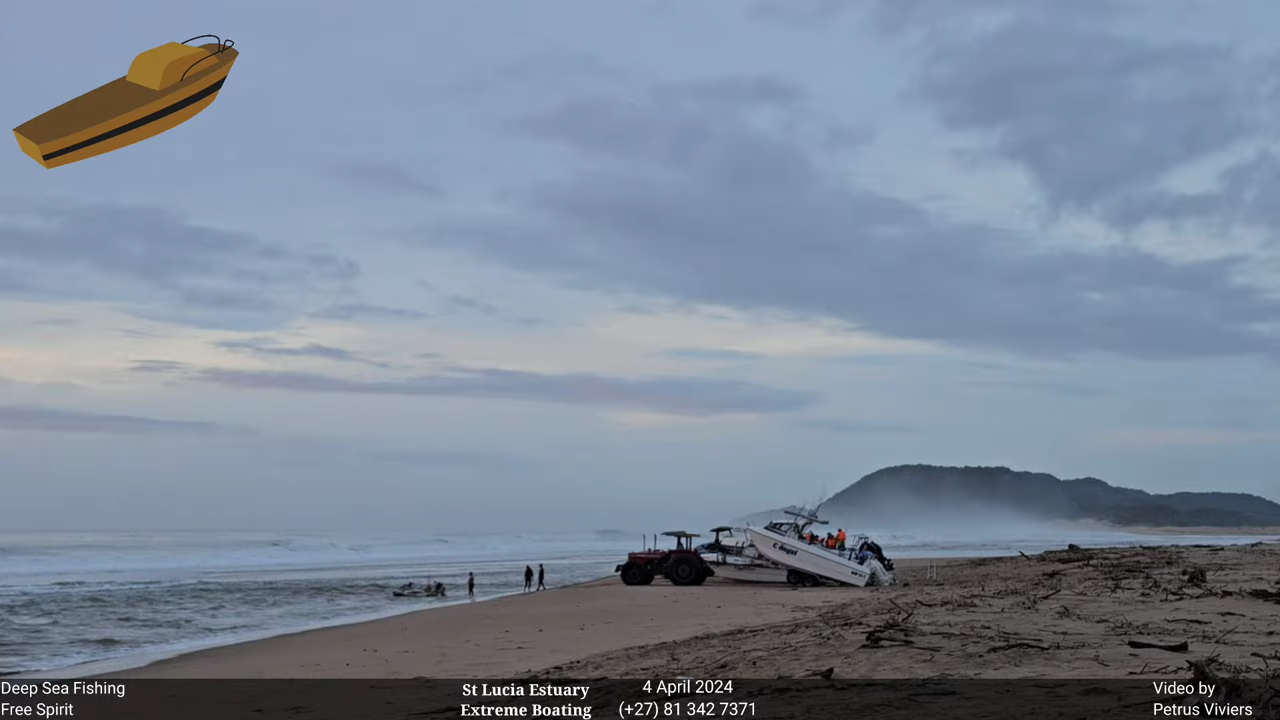 C Angel
Deep Sea Fishing
Free Spirit
St Lucia Estuary
Extreme Boating
4 April 2024
(+27) 81 342 7371
Video by
Petrus Viviers